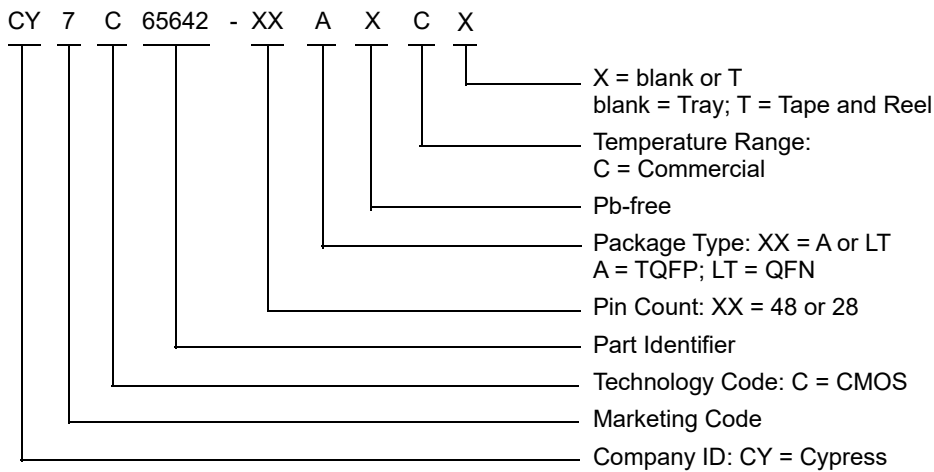 CY 7 C 65642 - XX A X C X
X = blank or T
blank = Tray; T = Tape and Reel
Temperature Range:
C = Commercial
Pb-free
Package Type: XX = A or LT
A = TQFP; LT = QFN
Pin Count: XX = 48 or 28
Part Identifier
Technology Code: C = CMOS
Marketing Code
Company ID: CY = Cypress